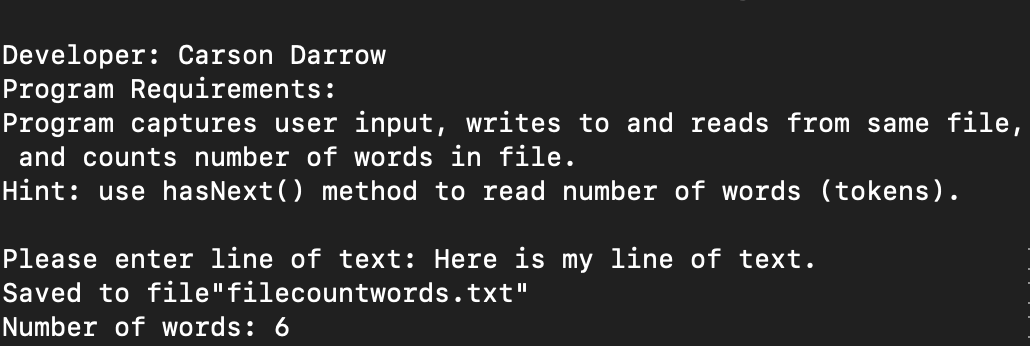 Developer: Carson Darrow
Program Requirements:
Program captures user input, writes to and reads from same file,
 and counts number of words in file.
Hint: use hasNext() method to read number of words (tokens).
Please enter line of text: Here is my line of text.
Saved to file"filecountwords.txt"
Number of words: 6